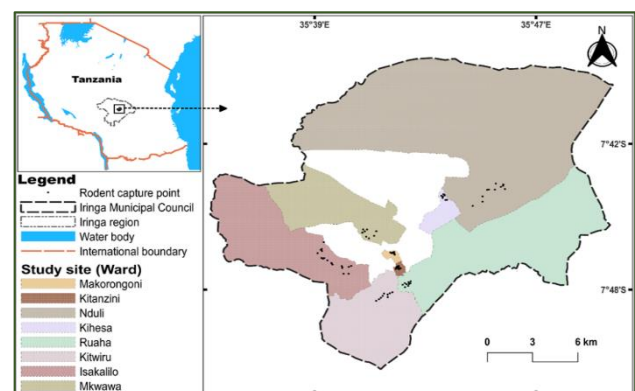 35°39'E
35°47'E
N
Tanzania
7°42'S
Legend
Rodent capture point
Iringa Municipal Council
Iringa region
Water body
International boundary
Study site (Ward)
Makorongoni
Kitanzini
Nduli
Kihesa
Ruaha
Kitwiru
Isakalilo
Mkwawa
7°48'S
0 3 6 km